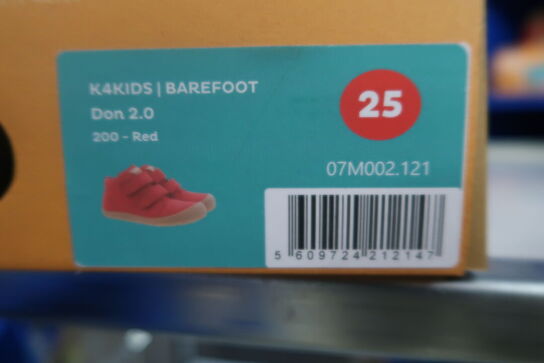 K4KIDS | BAREFOOT
Don 2.0
200 - Red
25
07M002.121
5 609724 212147